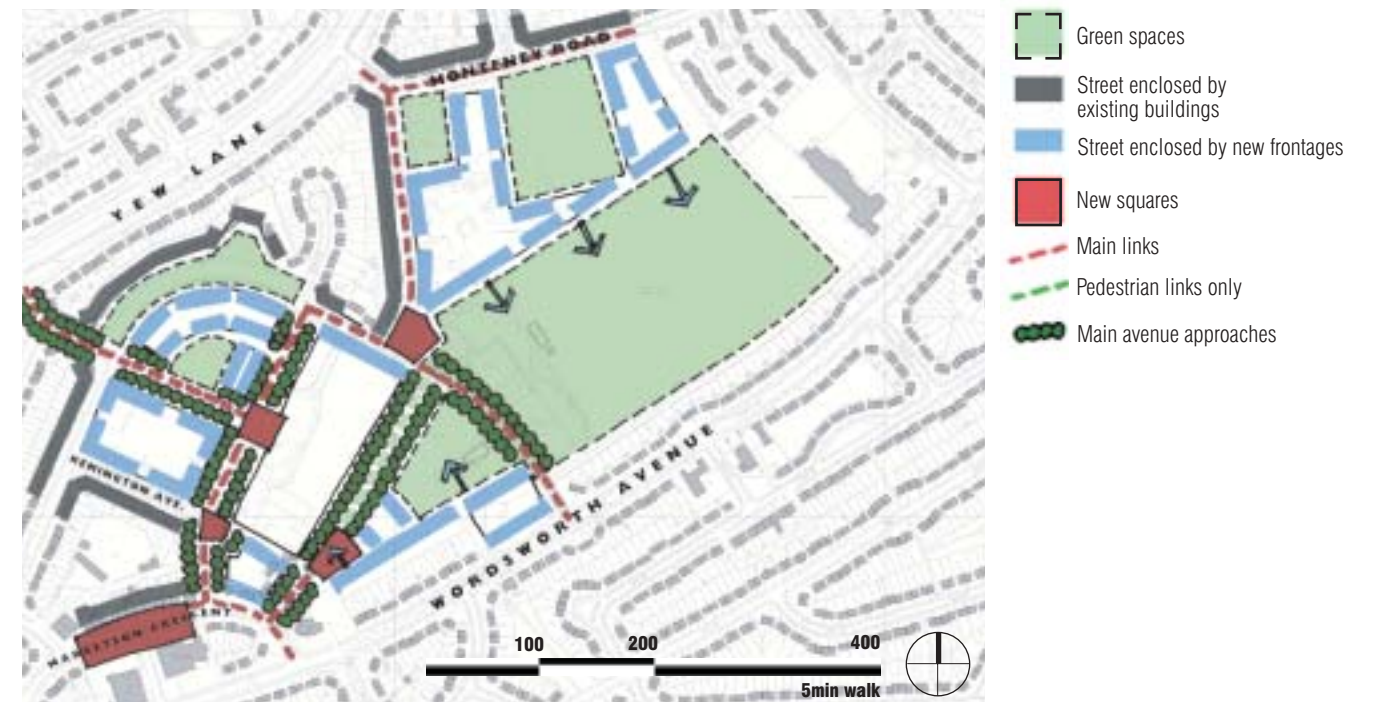 MONTENEY ROAD
YEW LANE
REMINGTON AVE.
WORDSWORTH AVENUE
100 200 400
5min walk
Green spaces
Street enclosed by
existing buildings
Street enclosed by new frontages
New squares
Main links
Pedestrian links only
Main avenue approaches